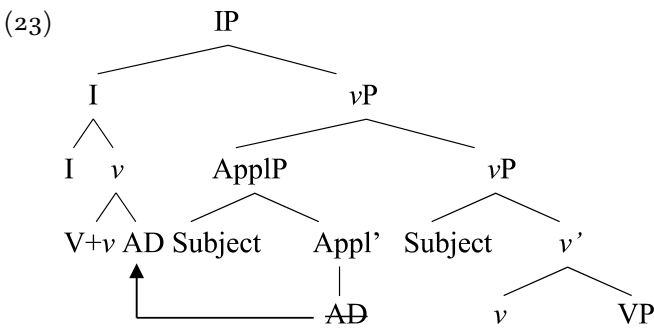 (23) IP
I vP
I v ApplP vP
V+v AD Subject Appl’ Subject v’
AD v VP